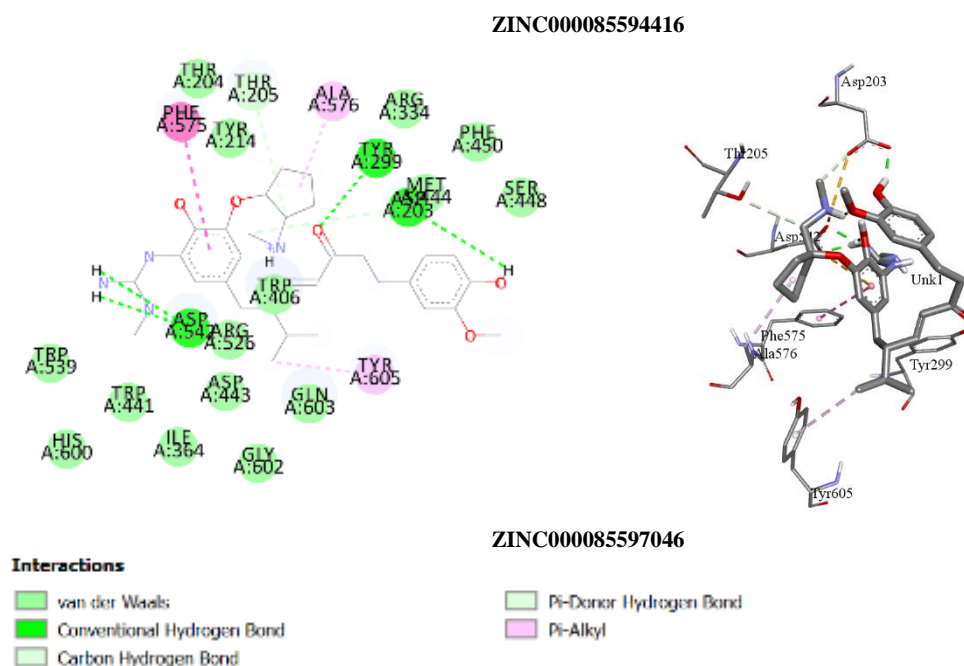 ZINC000085594416
THR
A:204
THR
A:205
ALA
A:576
ARG
A:334
PHE
A:575
TYR
A:214
TYR
A:299
PHE
A:450
MET
A:444
ASP
A:203
SER
A:448
O
O
N
H
O
H
O
O
H
N
H
N
N
TRP
A:406
ASP
A:542
ARG
A:526
TRP
A:539
TYR
A:605
ASP
A:443
GLN
A:603
TRP
A:441
HIS
A:600
ILE
A:364
GLY
A:602
Asp203
Thr205
Asp542
Unk1
Phe575
Ala576
Tyr299
Tyr605
ZINC000085597046
Interactions
van der Waals
Conventional Hydrogen Bond
Carbon Hydrogen Bond
Pi-Donor Hydrogen Bond
Pi-Alkyl